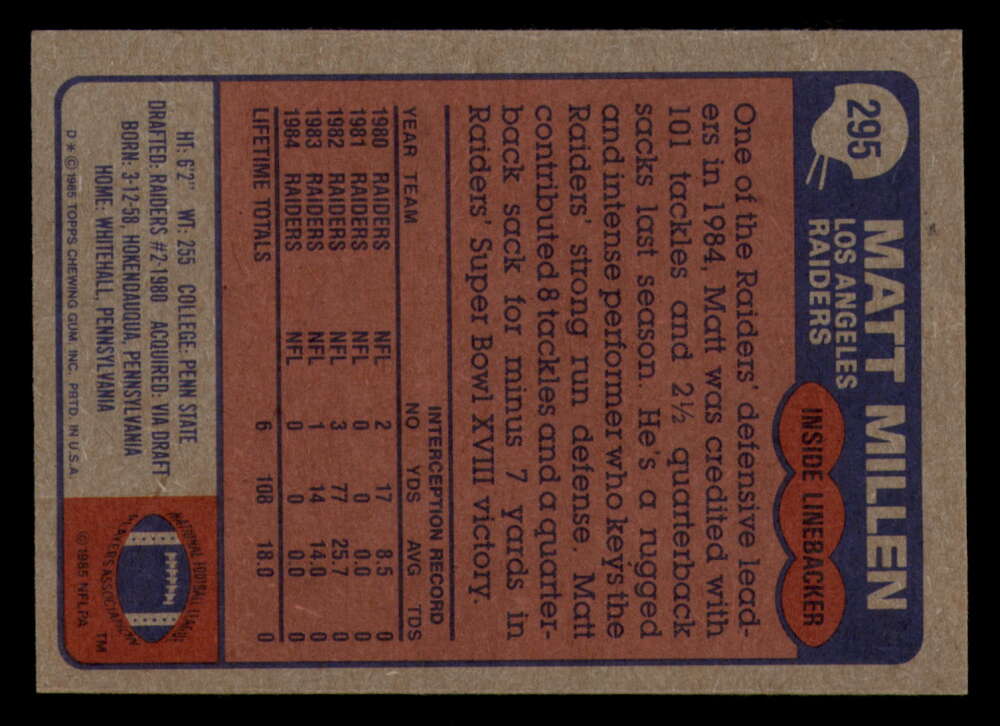 295
MATT MILLEN
LOS ANGELES
RAIDERS
INSIDE LINEBACKER
One of the Raiders' defensive lead-
ers in 1984, Matt was credited with
101 tackles and 2½ quarterback
sacks last season. He's a rugged
and intense performer who keys the
Raiders' strong run defense. Matt
contributed 8 tackles and a quarter-
back sack for minus 7 yards in
Raiders' Super Bowl XVIII victory.
INTERCEPTION RECORD
YEAR TEAM NO YDS AVG TDS
1980 RAIDERS NFL 2 17 8.5 0
1981 RAIDERS NFL 0 0 0.0 0
1982 RAIDERS NFL 3 77 25.7 0
1983 RAIDERS NFL 1 14 14.0 0
1984 RAIDERS NFL 0 0 0.0 0
LIFETIME TOTALS 6 108 18.0 0
HT: 6'2" WT: 255 COLLEGE: PENN STATE
DRAFTED: RAIDERS #2-1980 ACQUIRED: VIA DRAFT
BORN: 3-12-58, HOKENDAUQUA, PENNSYLVANIA
HOME: WHITEHALL, PENNSYLVANIA
D * © 1985 TOPPS CHEWING GUM, INC. PRTD. IN U.S.A.
NATIONAL FOOTBALL LEAGUE
PLAYERS ASSOCIATION
TM
© 1985 NFLPA